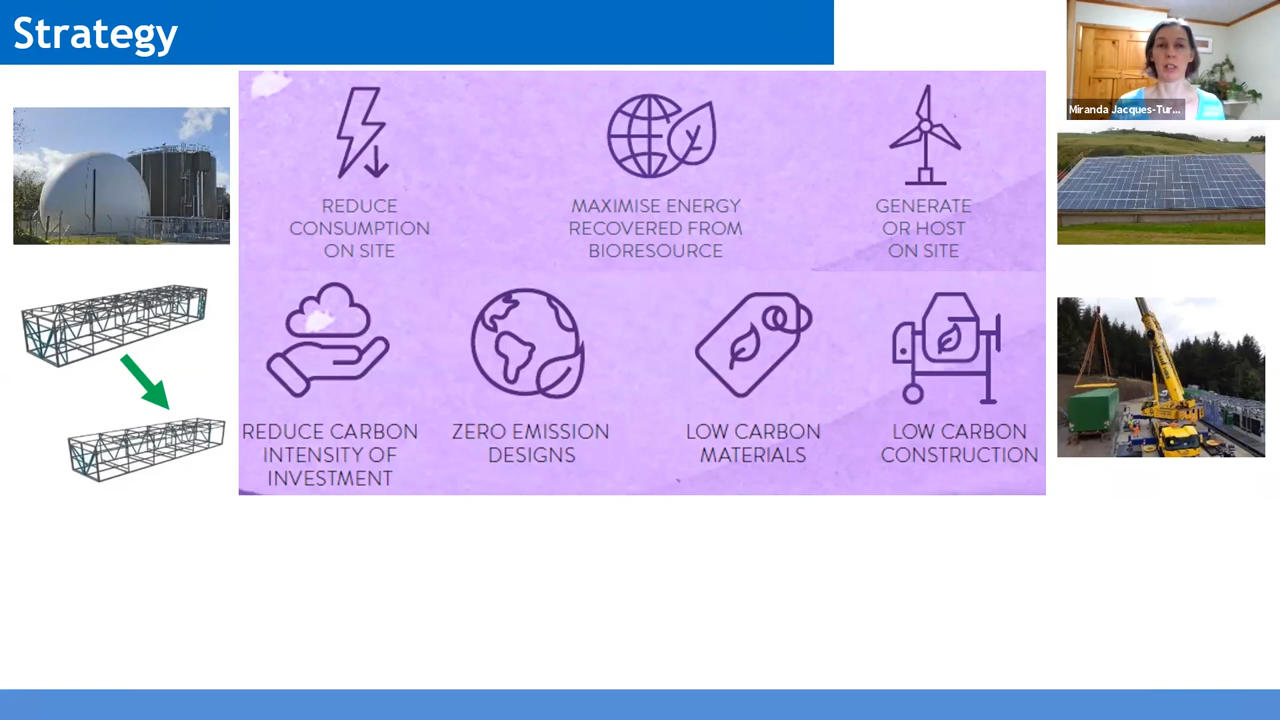 Strategy
Miranda Jacques-Tur...
REDUCE
CONSUMPTION
ON SITE
MAXIMISE ENERGY
RECOVERED FROM
BIORESOURCE
GENERATE
OR HOST
ON SITE
REDUCE CARBON
INTENSITY OF
INVESTMENT
ZERO EMISSION
DESIGNS
LOW CARBON
MATERIALS
LOW CARBON
CONSTRUCTION